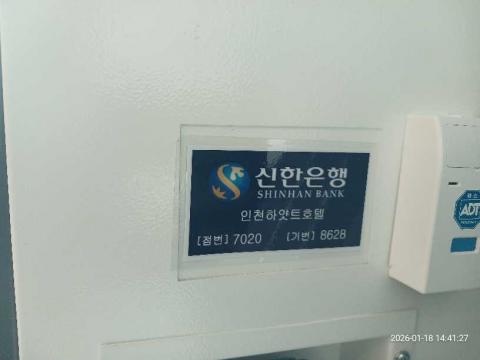 신한은행
SHINHAN BANK
인천하얏트호텔
[점번] 7020 [기번] 8628
ADT
2026-01-18 14:41:27